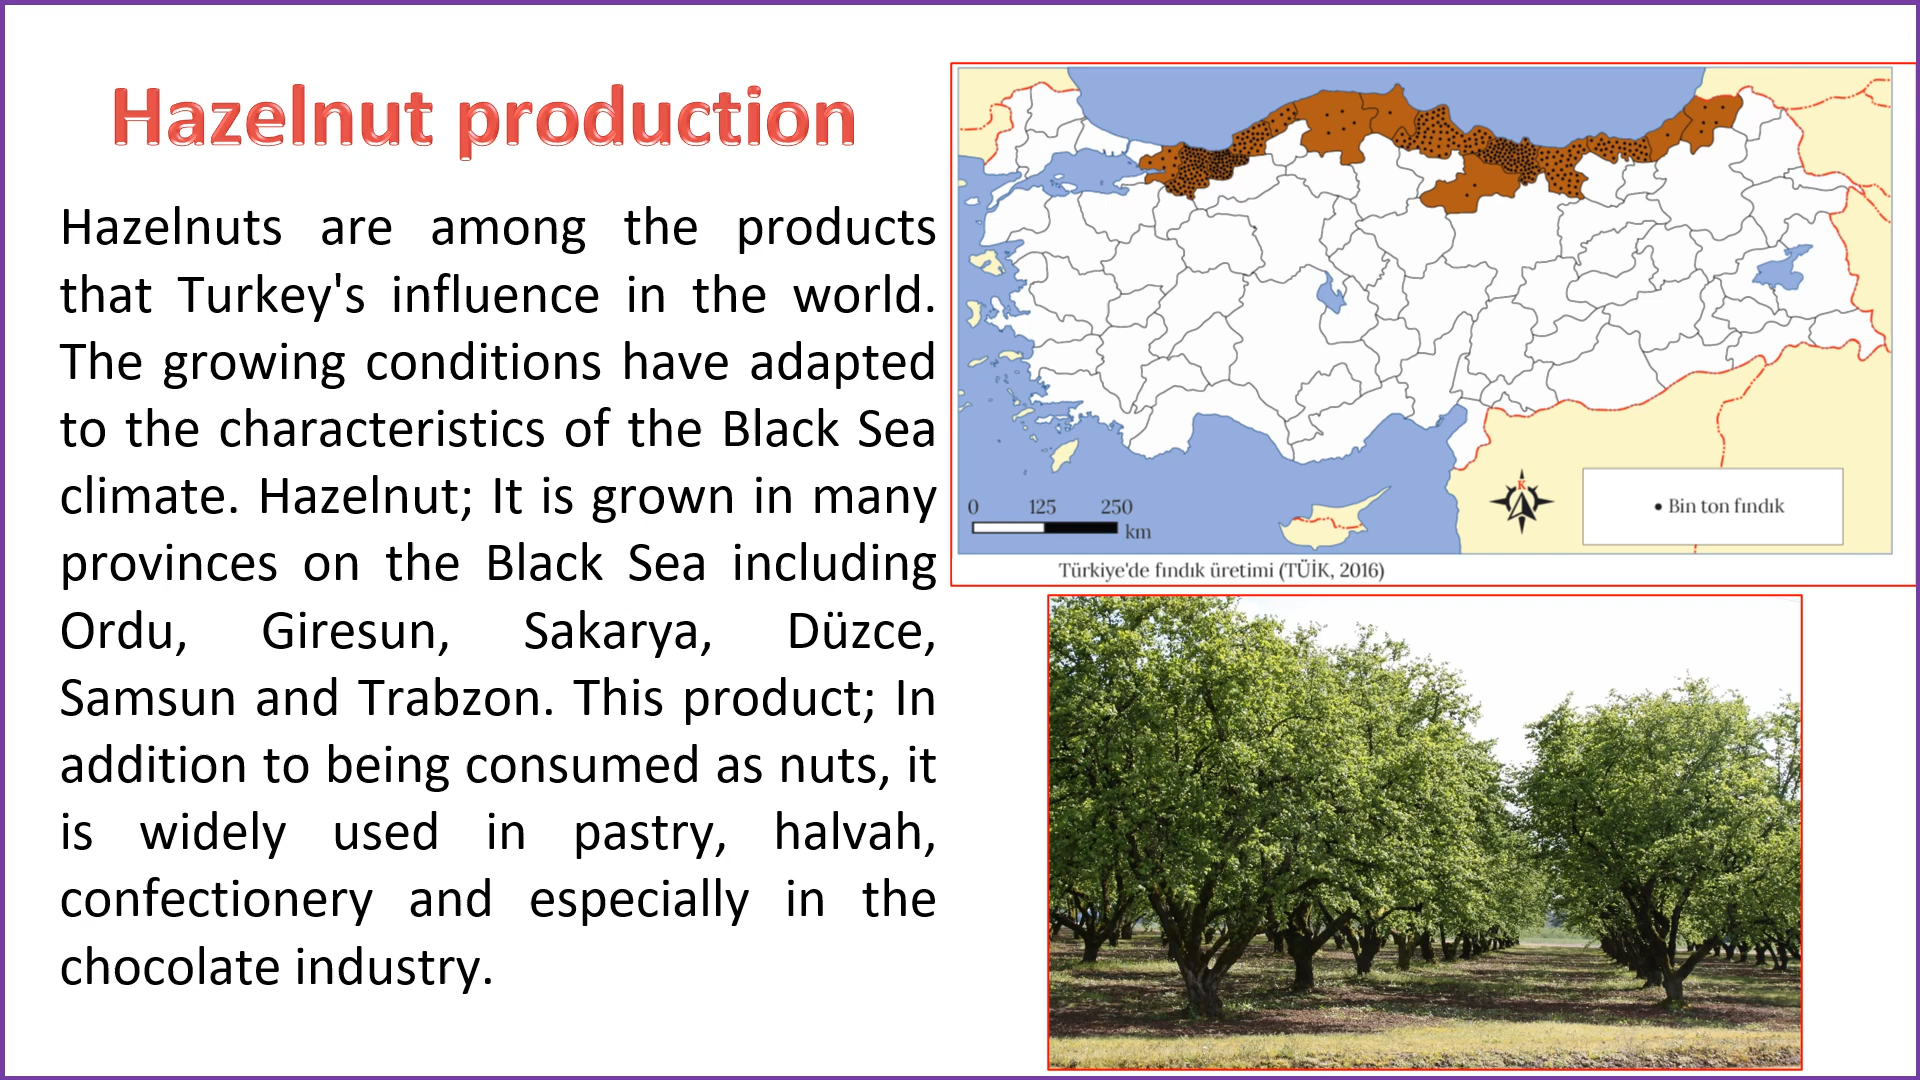 Hazelnut production
Hazelnuts are among the products
that Turkey's influence in the world.
The growing conditions have adapted
to the characteristics of the Black Sea
climate. Hazelnut; It is grown in many
provinces on the Black Sea including
Ordu, Giresun, Sakarya, Düzce,
Samsun and Trabzon. This product; In
addition to being consumed as nuts, it
is widely used in pastry, halvah,
confectionery and especially in the
chocolate industry.
K
0 125 250
km
• Bin ton fındık
Türkiye'de fındık üretimi (TÜİK, 2016)